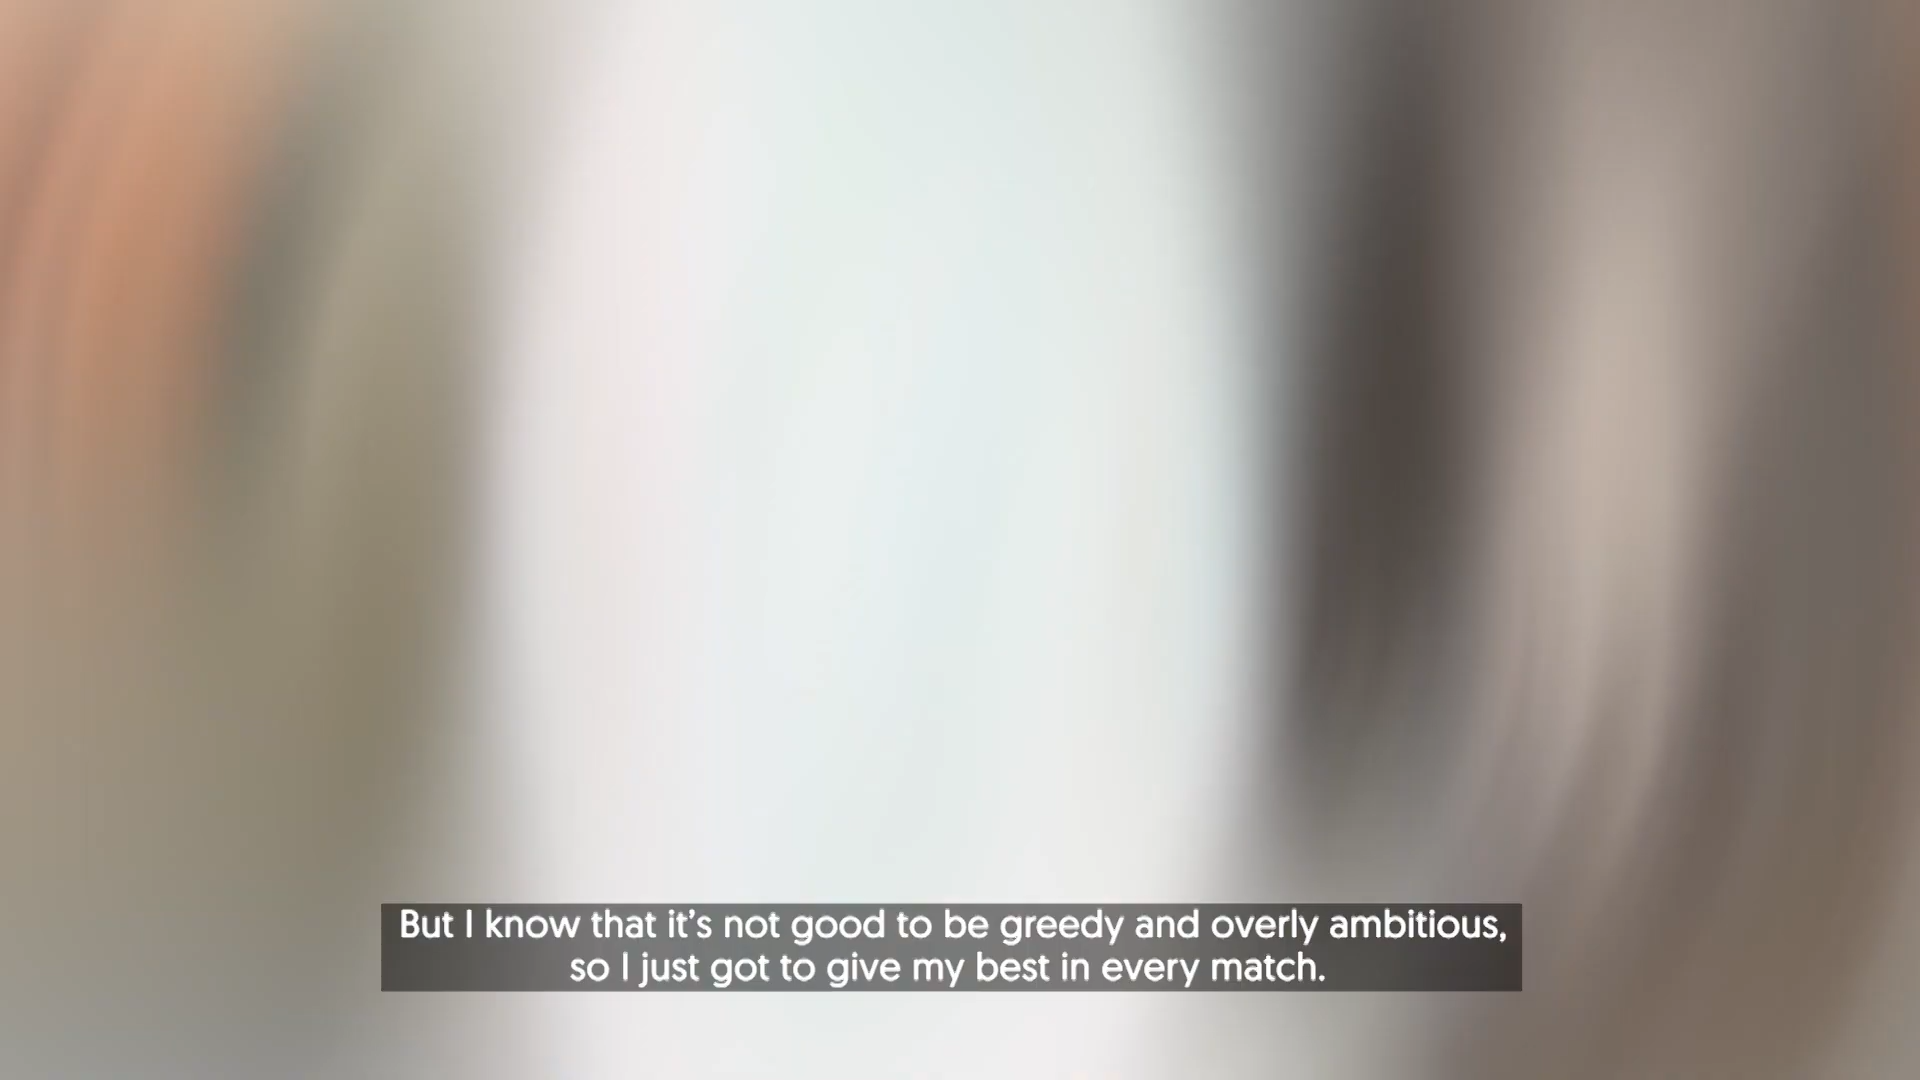 But I know that it’s not good to be greedy and overly ambitious,
so I just got to give my best in every match.